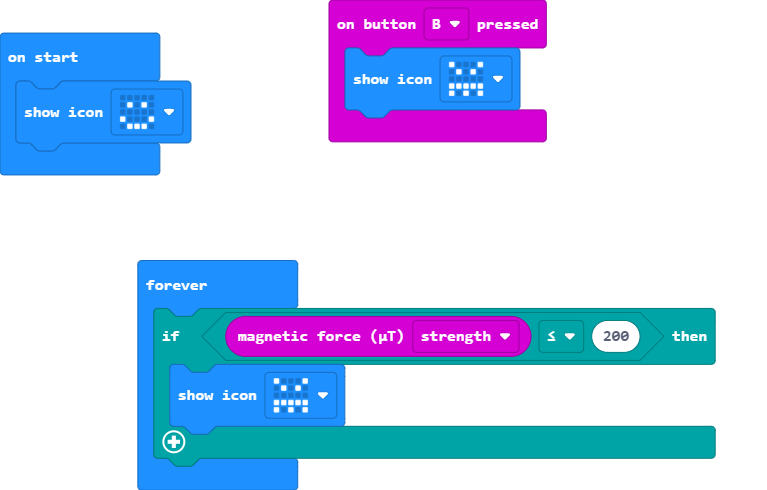 on start
show icon
on button B pressed
show icon
forever
if magnetic force (µT) strength ≤ 200 then
show icon